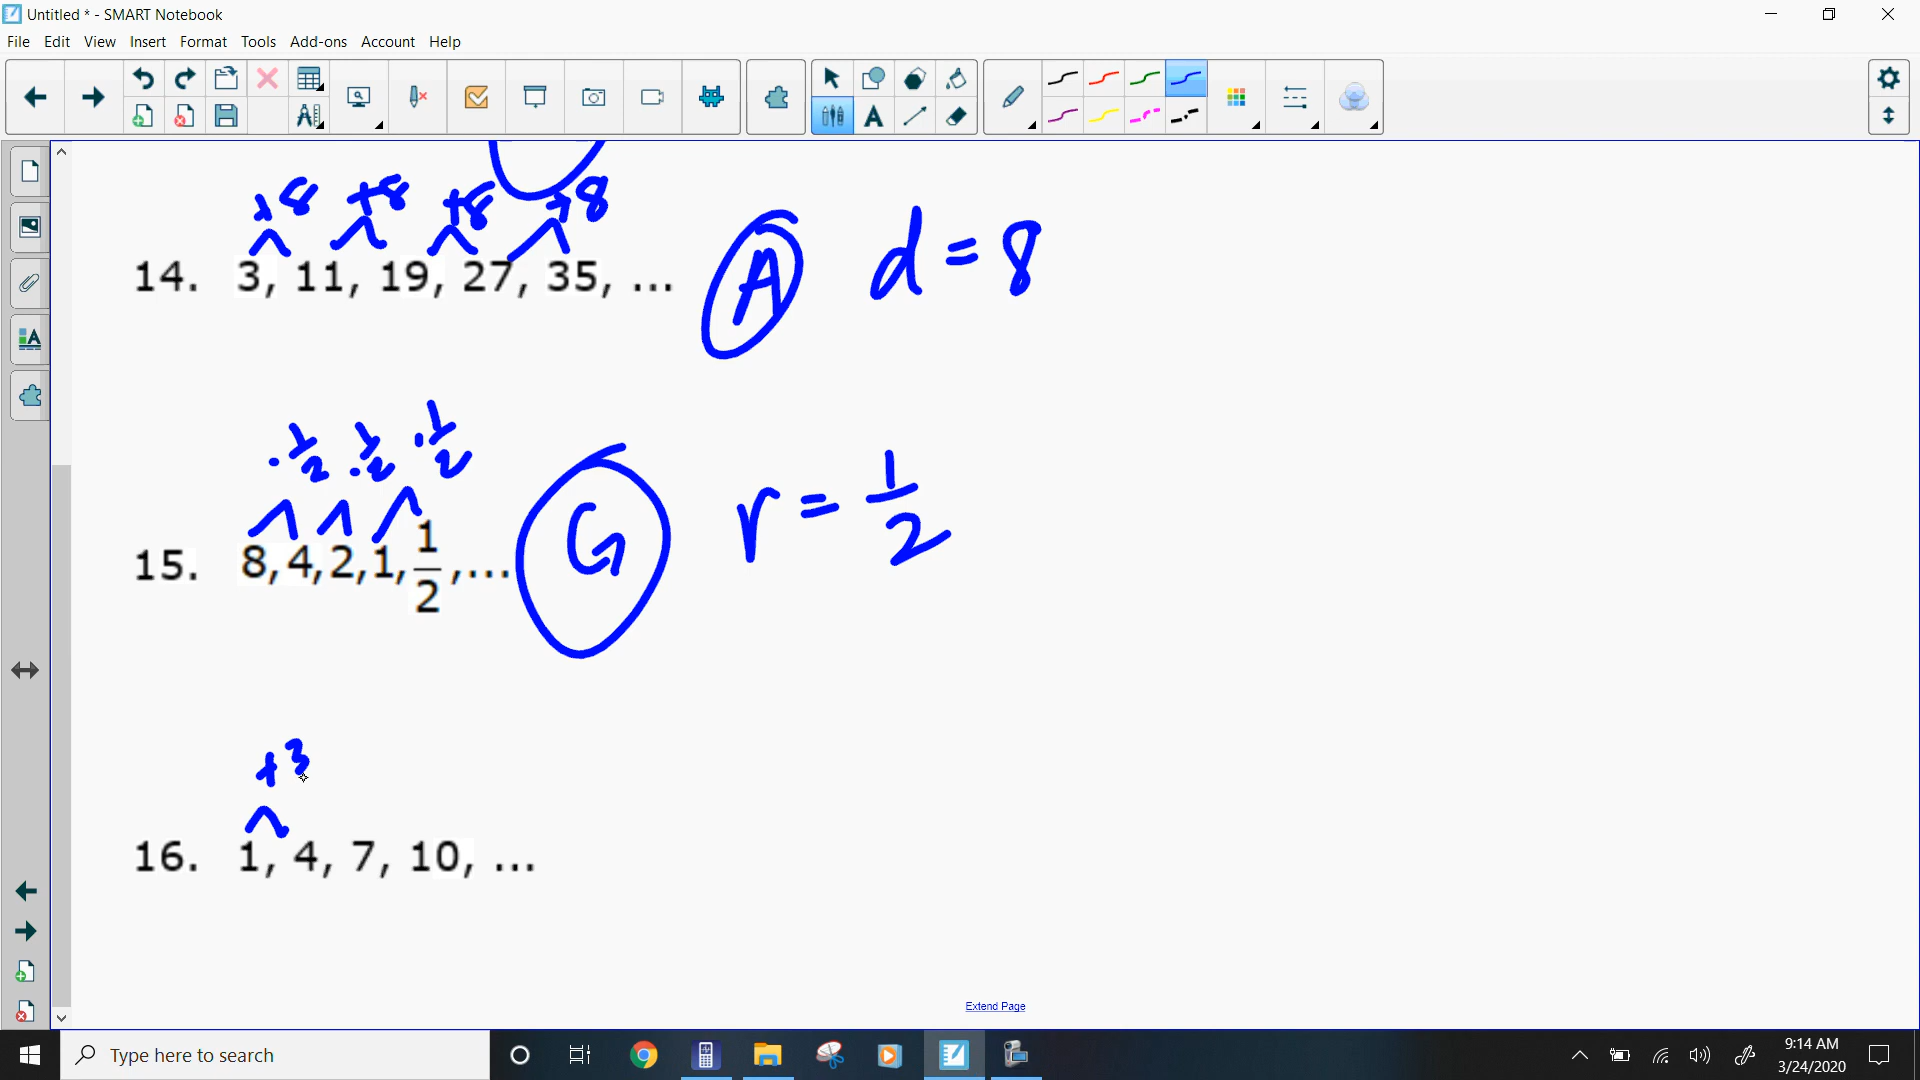 Untitled * - SMART Notebook
File Edit View Insert Format Tools Add-ons Account Help
+8 +8 +8 +8
14. 3, 11, 19, 27, 35, ... A d = 8
· 1/2 · 1/2 · 1/2
15. 8, 4, 2, 1, 1/2, ... G r = 1/2
+3
16. 1, 4, 7, 10, ...
Extend Page
Type here to search
9:14 AM
3/24/2020